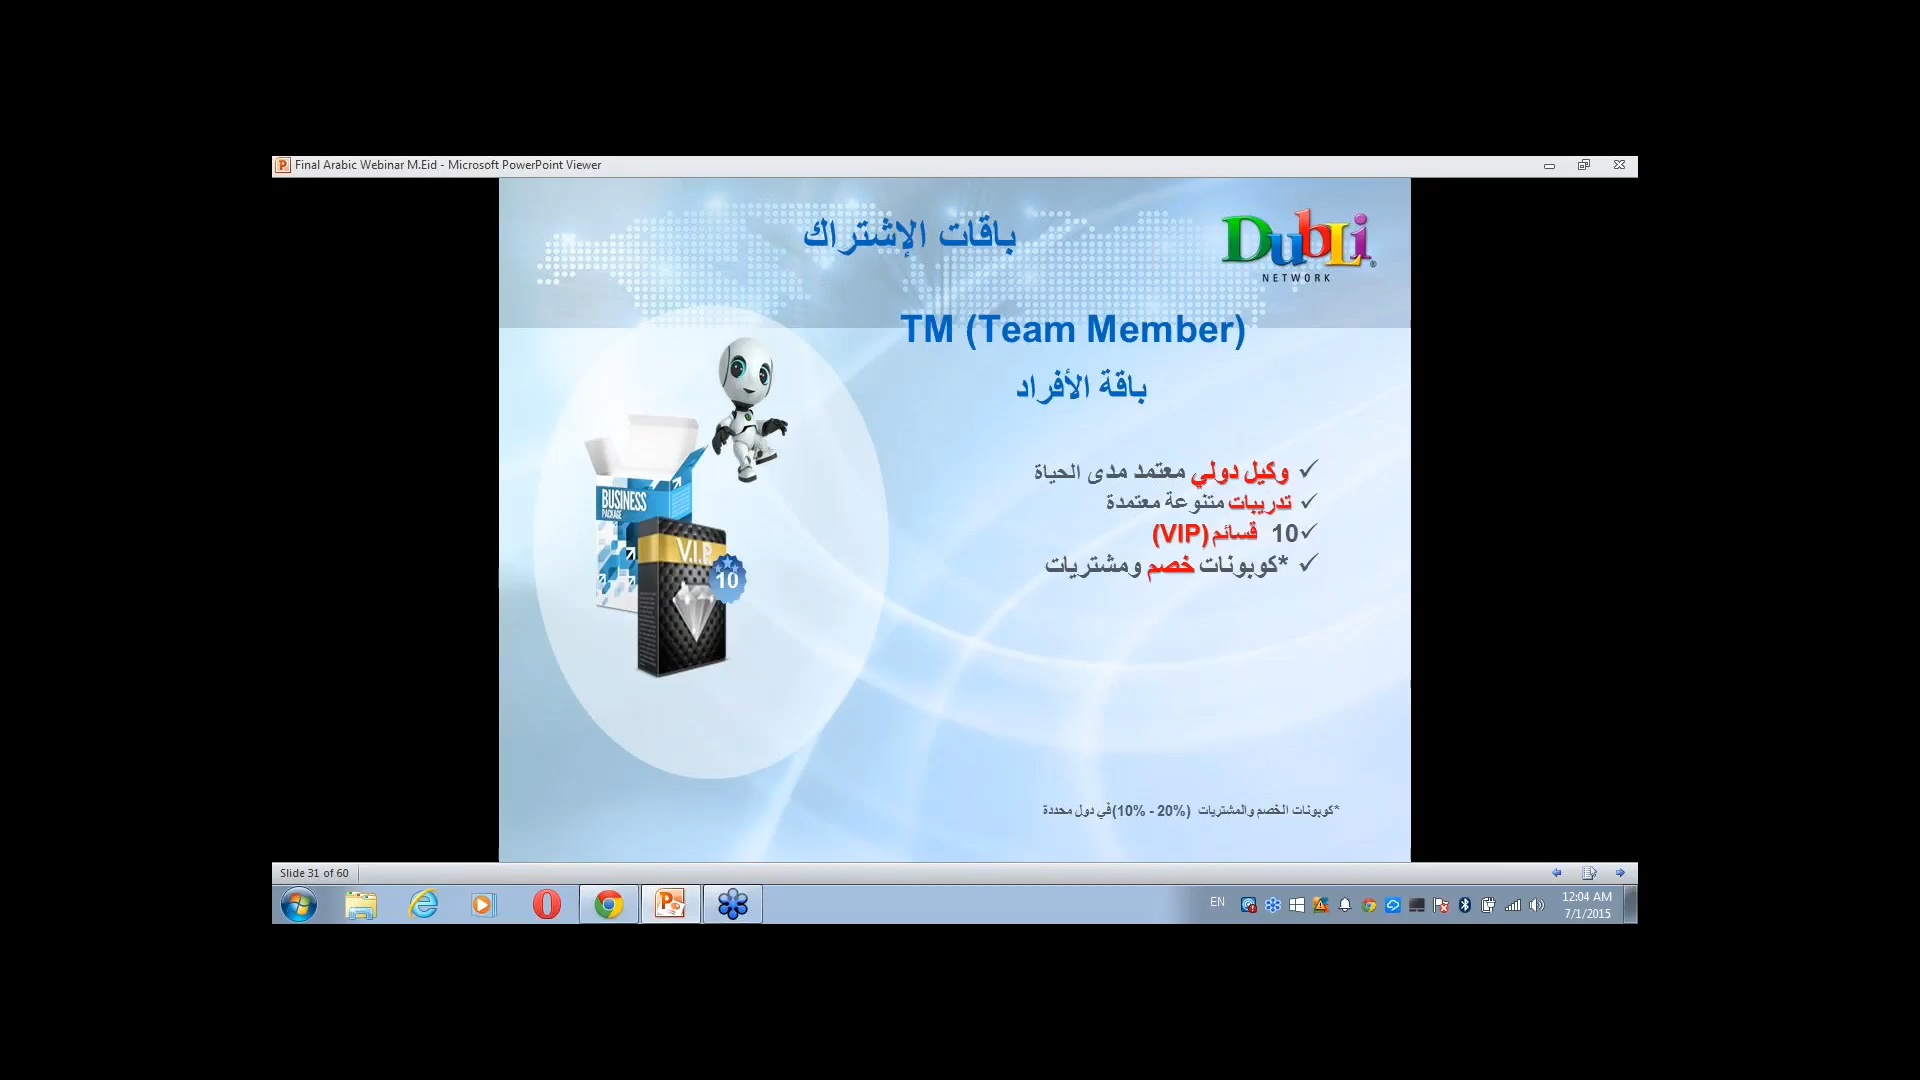 Final Arabic Webinar M.Eid - Microsoft PowerPoint Viewer
باقات الإشتراك
DubLi
NETWORK
TM (Team Member)
باقة الأفراد
وكيل دولي معتمد مدى الحياة
تدريبات متنوعة معتمدة
10 قسائم (VIP)
*كوبونات خصم ومشتريات
BUSINESS
PACKAGE
V.I.P
10
*كوبونات الخصم والمشتريات (10% - 20%) في دول محددة
Slide 31 of 60
EN
12:04 AM
7/1/2015